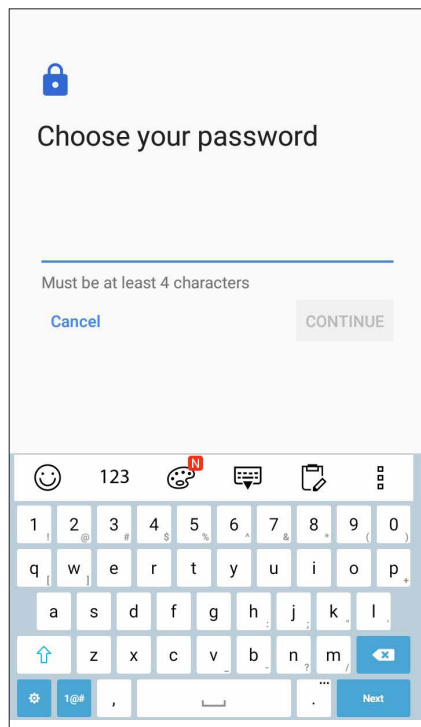 Choose your password
Must be at least 4 characters
Cancel CONTINUE
123 N
1 ! 2 @ 3 # 4 $ 5 % 6 ^ 7 & 8 * 9 ( 0 )
q [ w ] e r t y u i o p +
a s d f g h : j ; k " l '
z x c v _ b - n ? m /
1@# , . ... Next